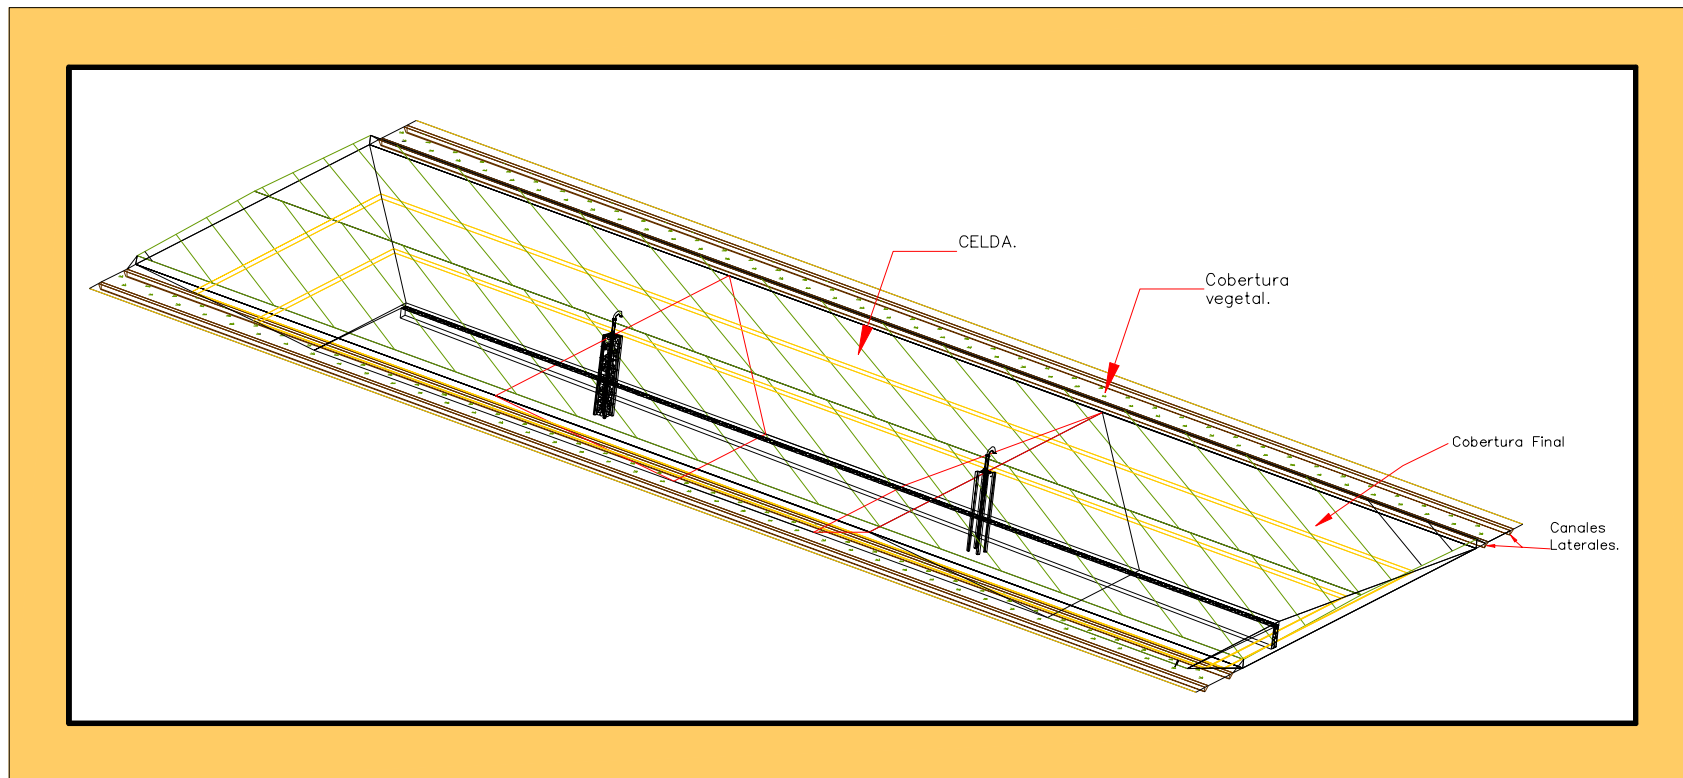 CELDA.
Cobertura
vegetal.
Cobertura Final
Canales
Laterales.